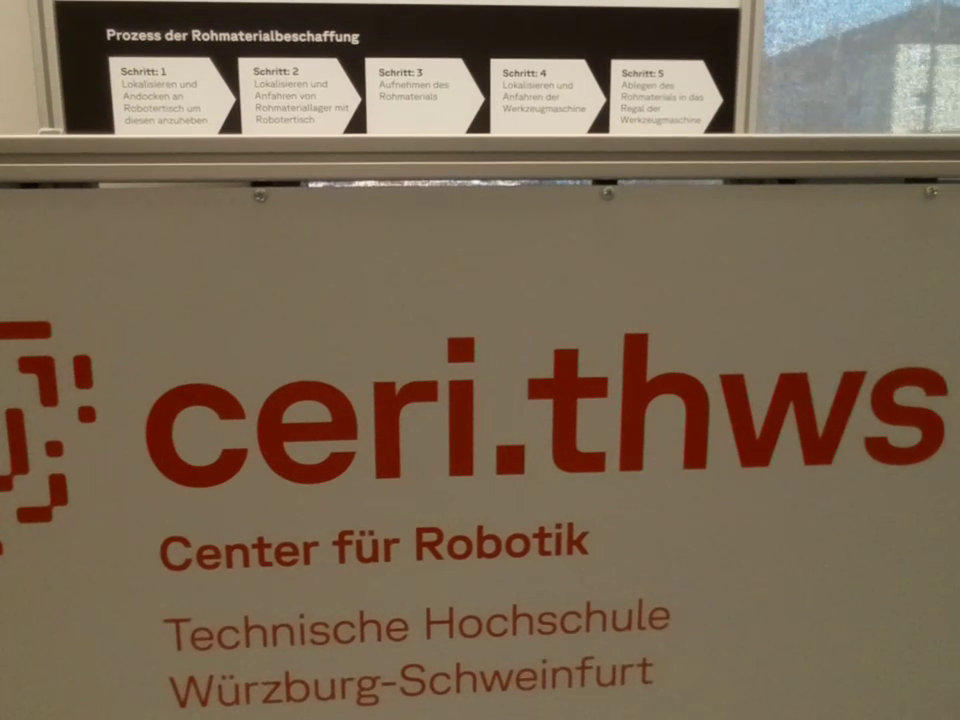 Prozess der Rohmaterialbeschaffung
Schritt: 1
Lokalisieren und
Andocken an
Robotertisch um
diesen anzuheben
Schritt: 2
Lokalisieren und
Anfahren von
Rohmateriallager mit
Robotertisch
Schritt: 3
Aufnehmen des
Rohmaterials
Schritt: 4
Lokalisieren und
Anfahren der
Werkzeugmaschine
Schritt: 5
Ablegen des
Rohmaterials in das
Regal der
Werkzeugmaschine
ceri.thws
Center für Robotik
Technische Hochschule
Würzburg-Schweinfurt